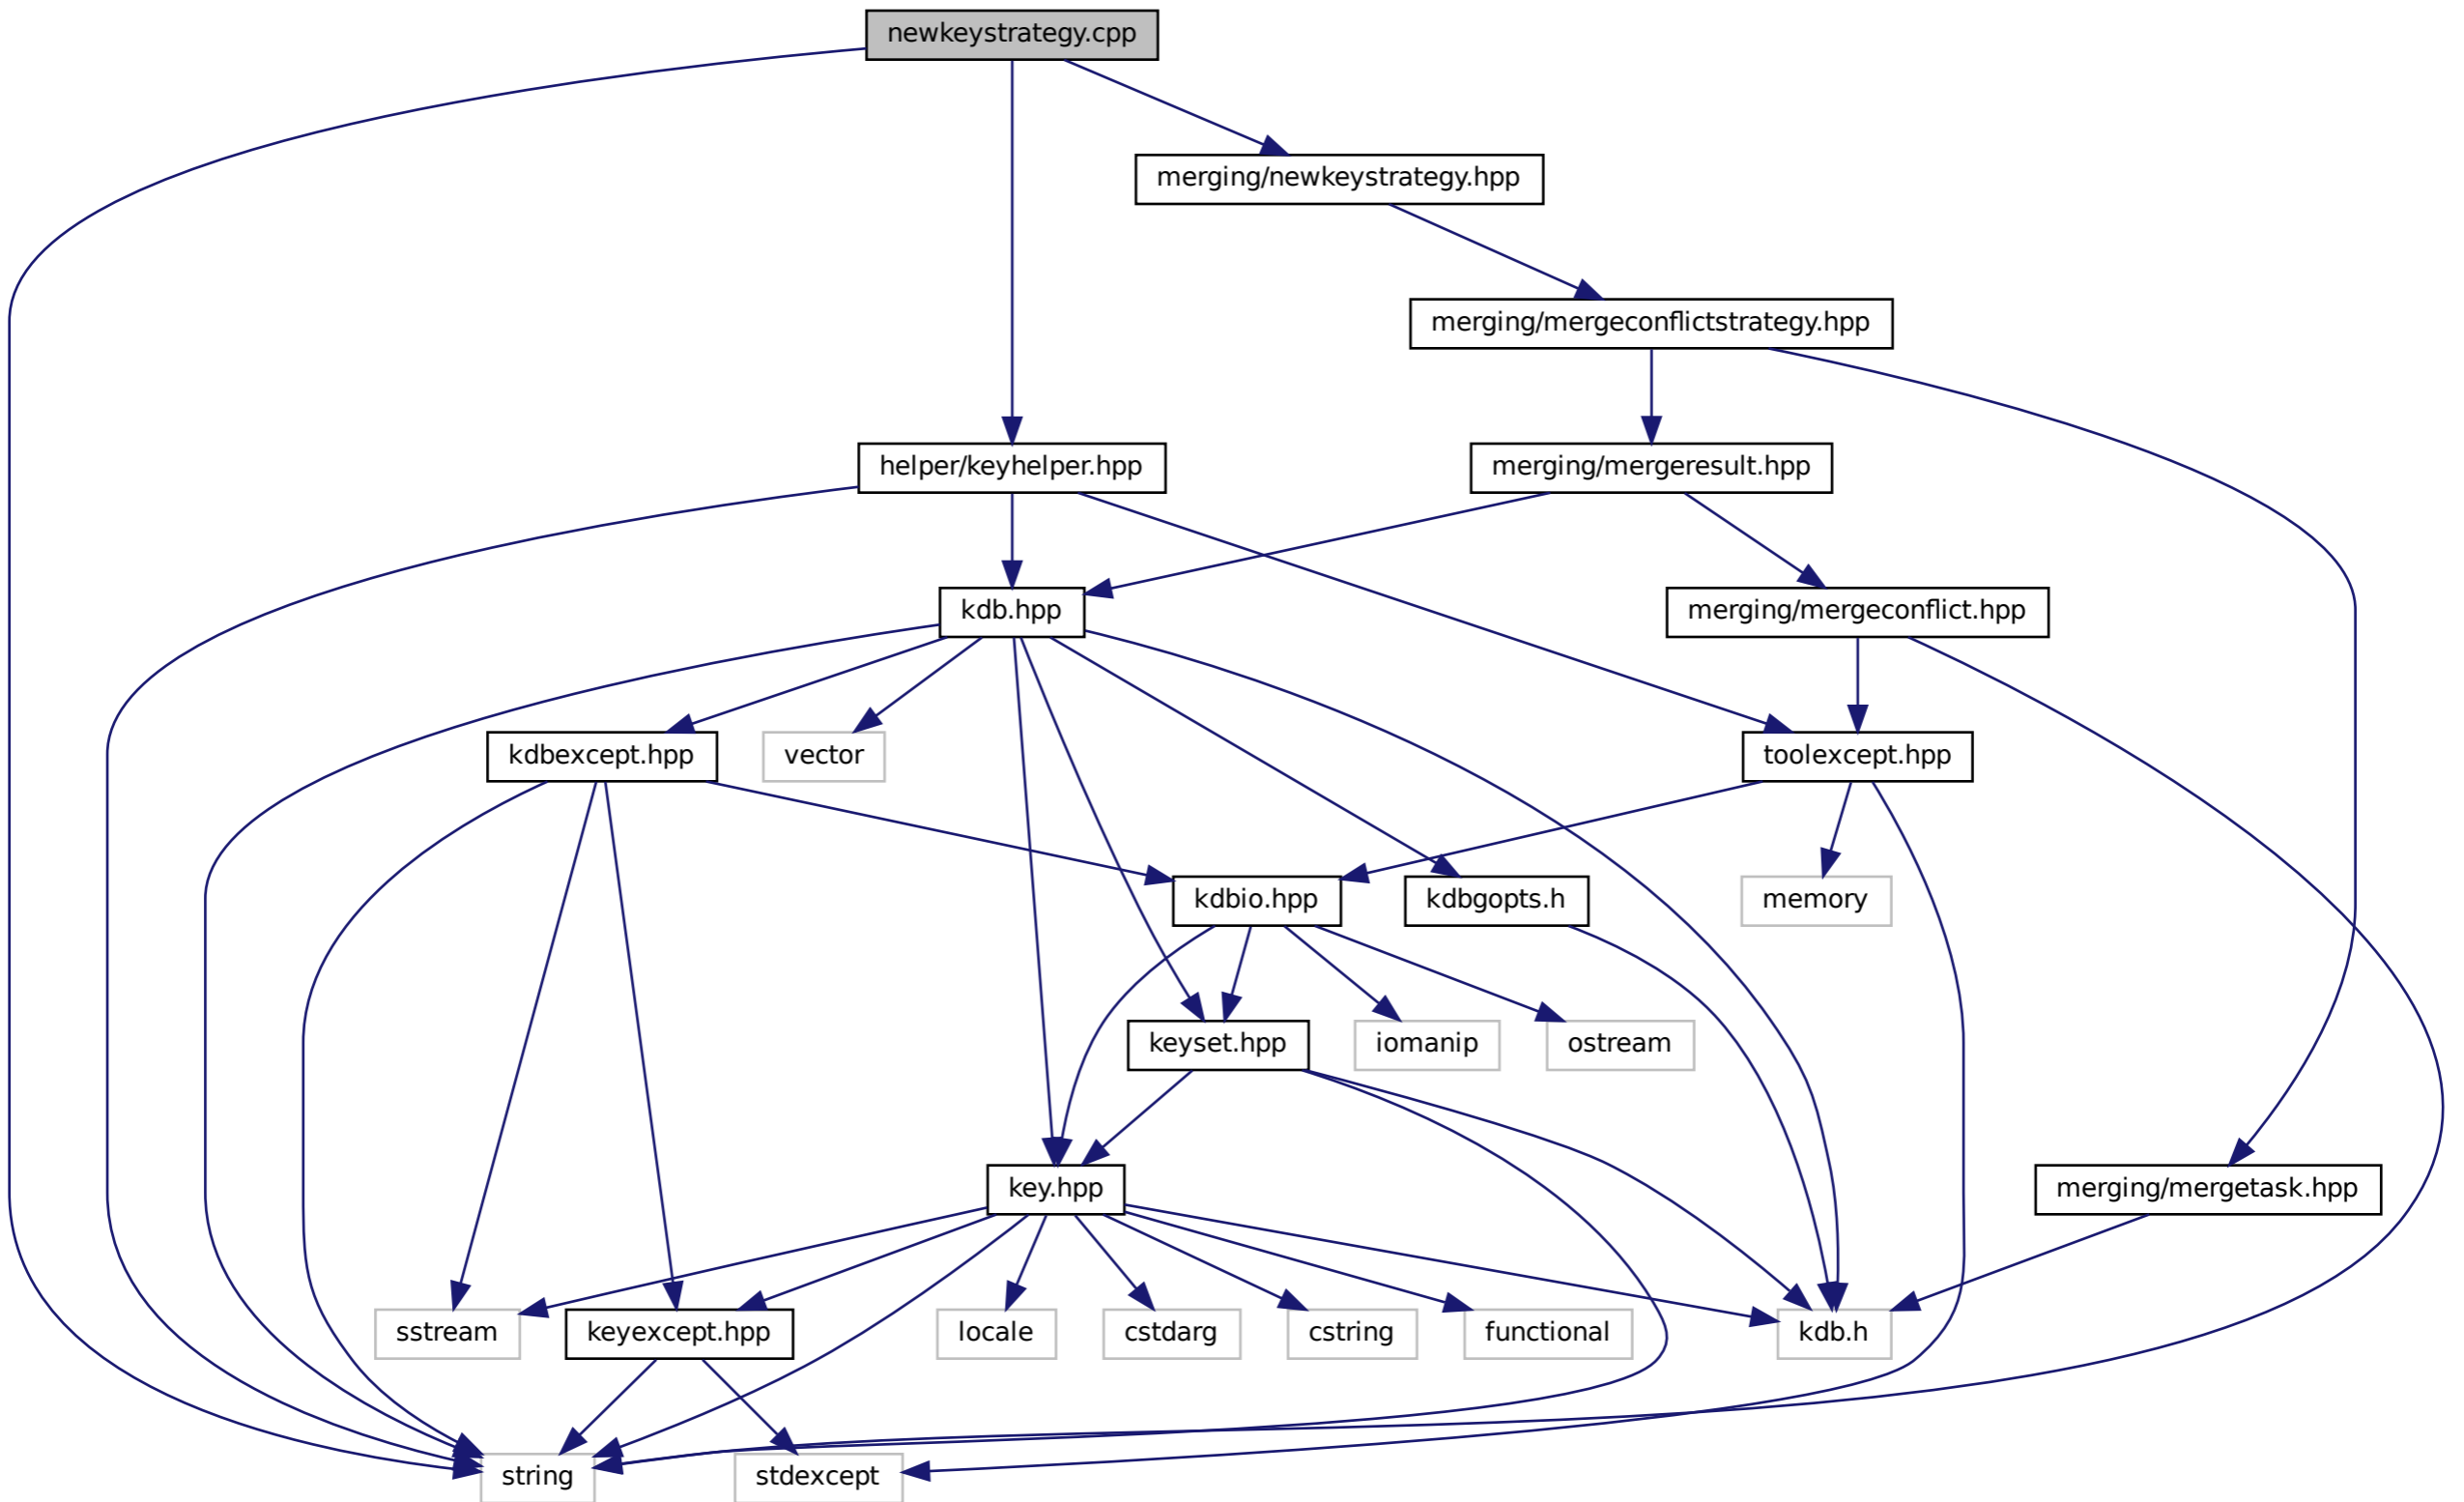 newkeystrategy.cpp
merging/newkeystrategy.hpp
merging/mergeconflictstrategy.hpp
helper/keyhelper.hpp
merging/mergeresult.hpp
kdb.hpp
merging/mergeconflict.hpp
kdbexcept.hpp
vector
toolexcept.hpp
kdbio.hpp
kdbgopts.h
memory
keyset.hpp
iomanip
ostream
key.hpp
merging/mergetask.hpp
sstream
keyexcept.hpp
locale
cstdarg
cstring
functional
kdb.h
string
stdexcept